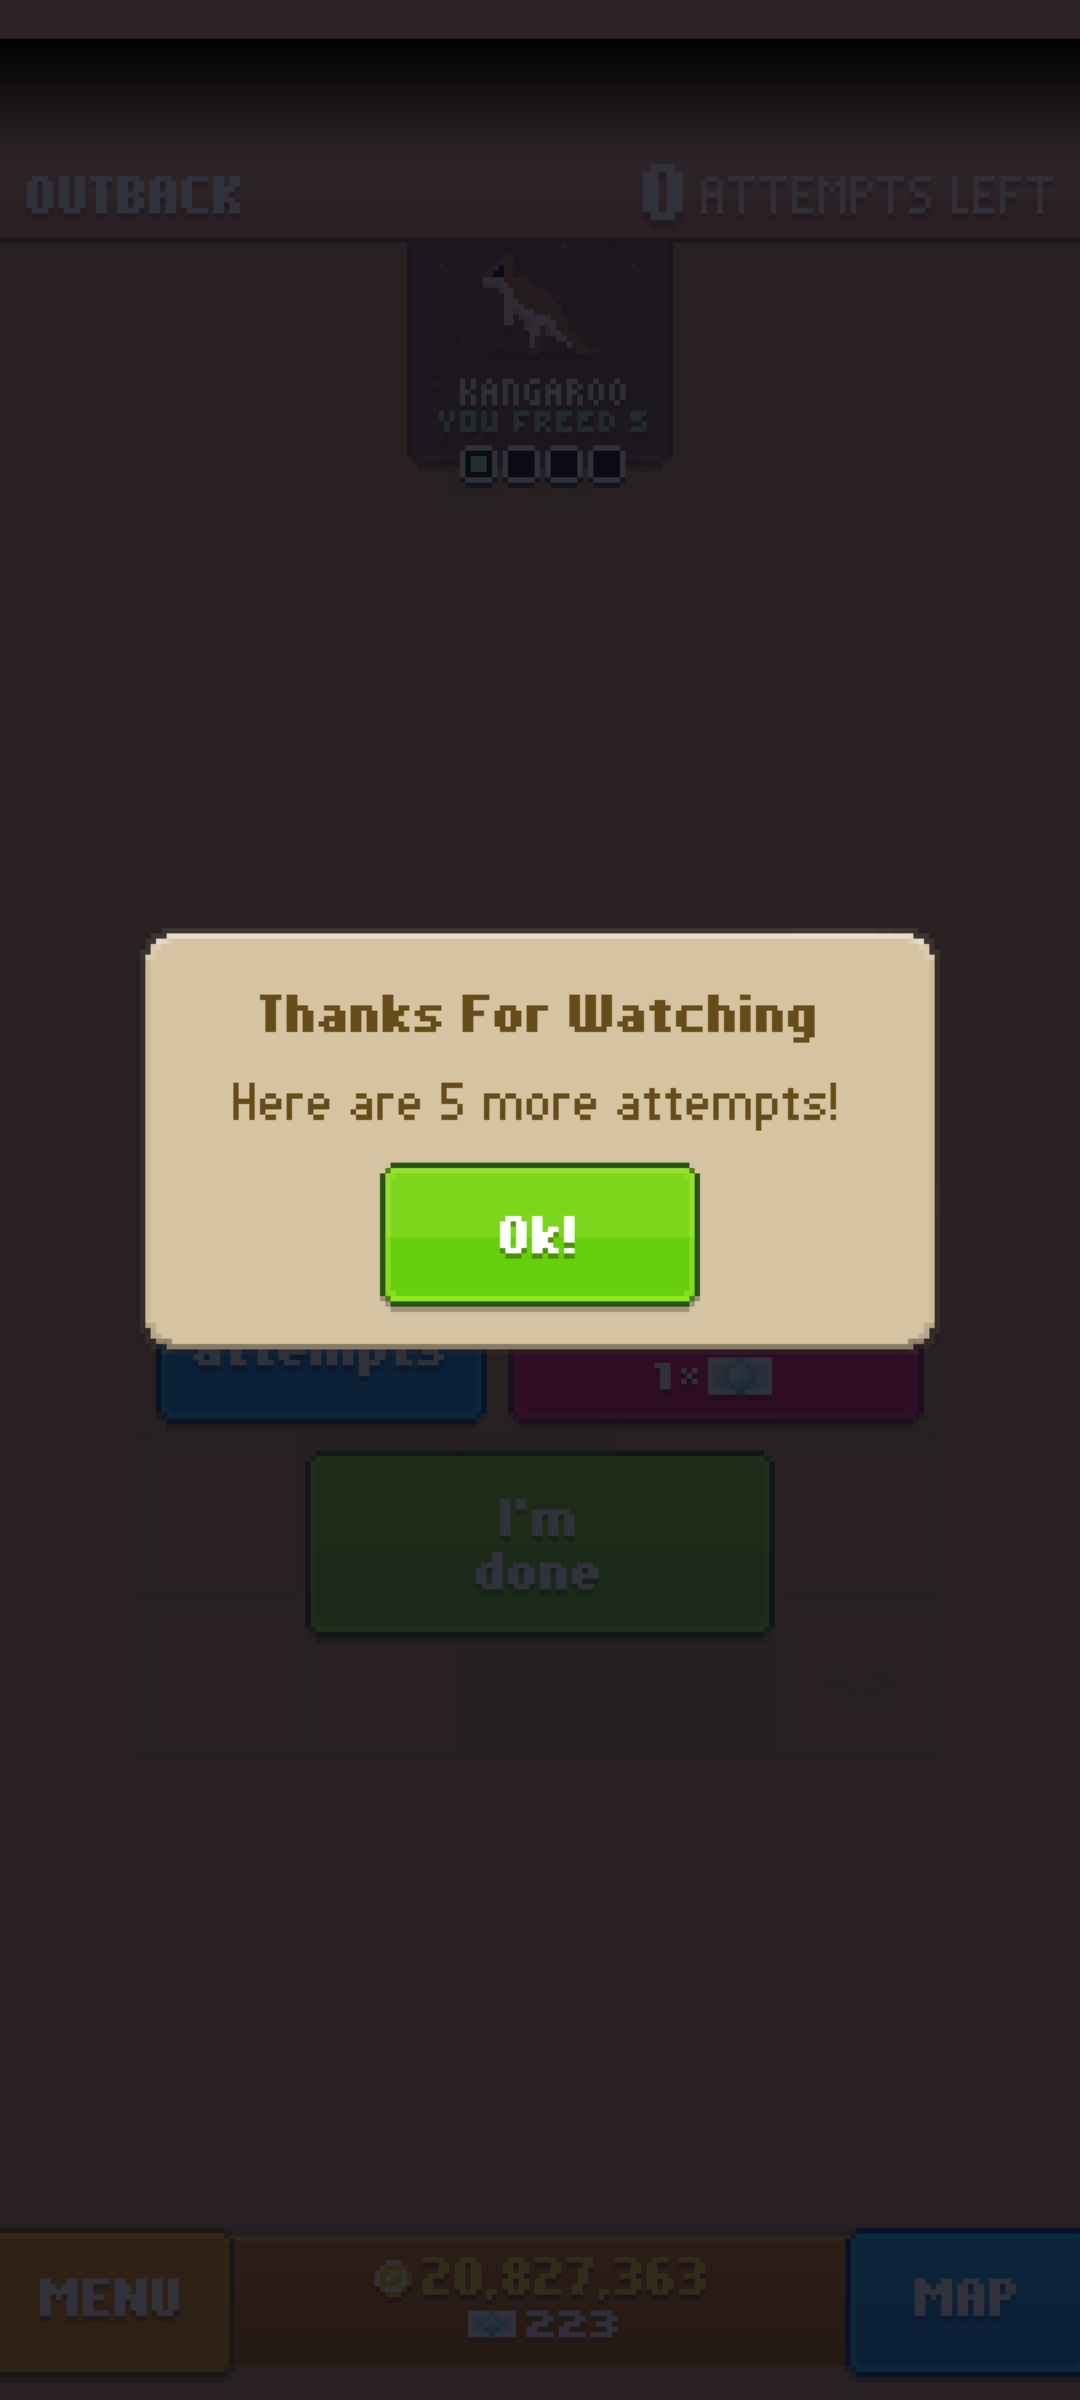 OUTBACK
0 ATTEMPTS LEFT
KANGAROO
YOU FREED 5
Thanks For Watching
Here are 5 more attempts!
Ok!
attempts
1×
I'm
done
MENU
20,827,363
223
MAP